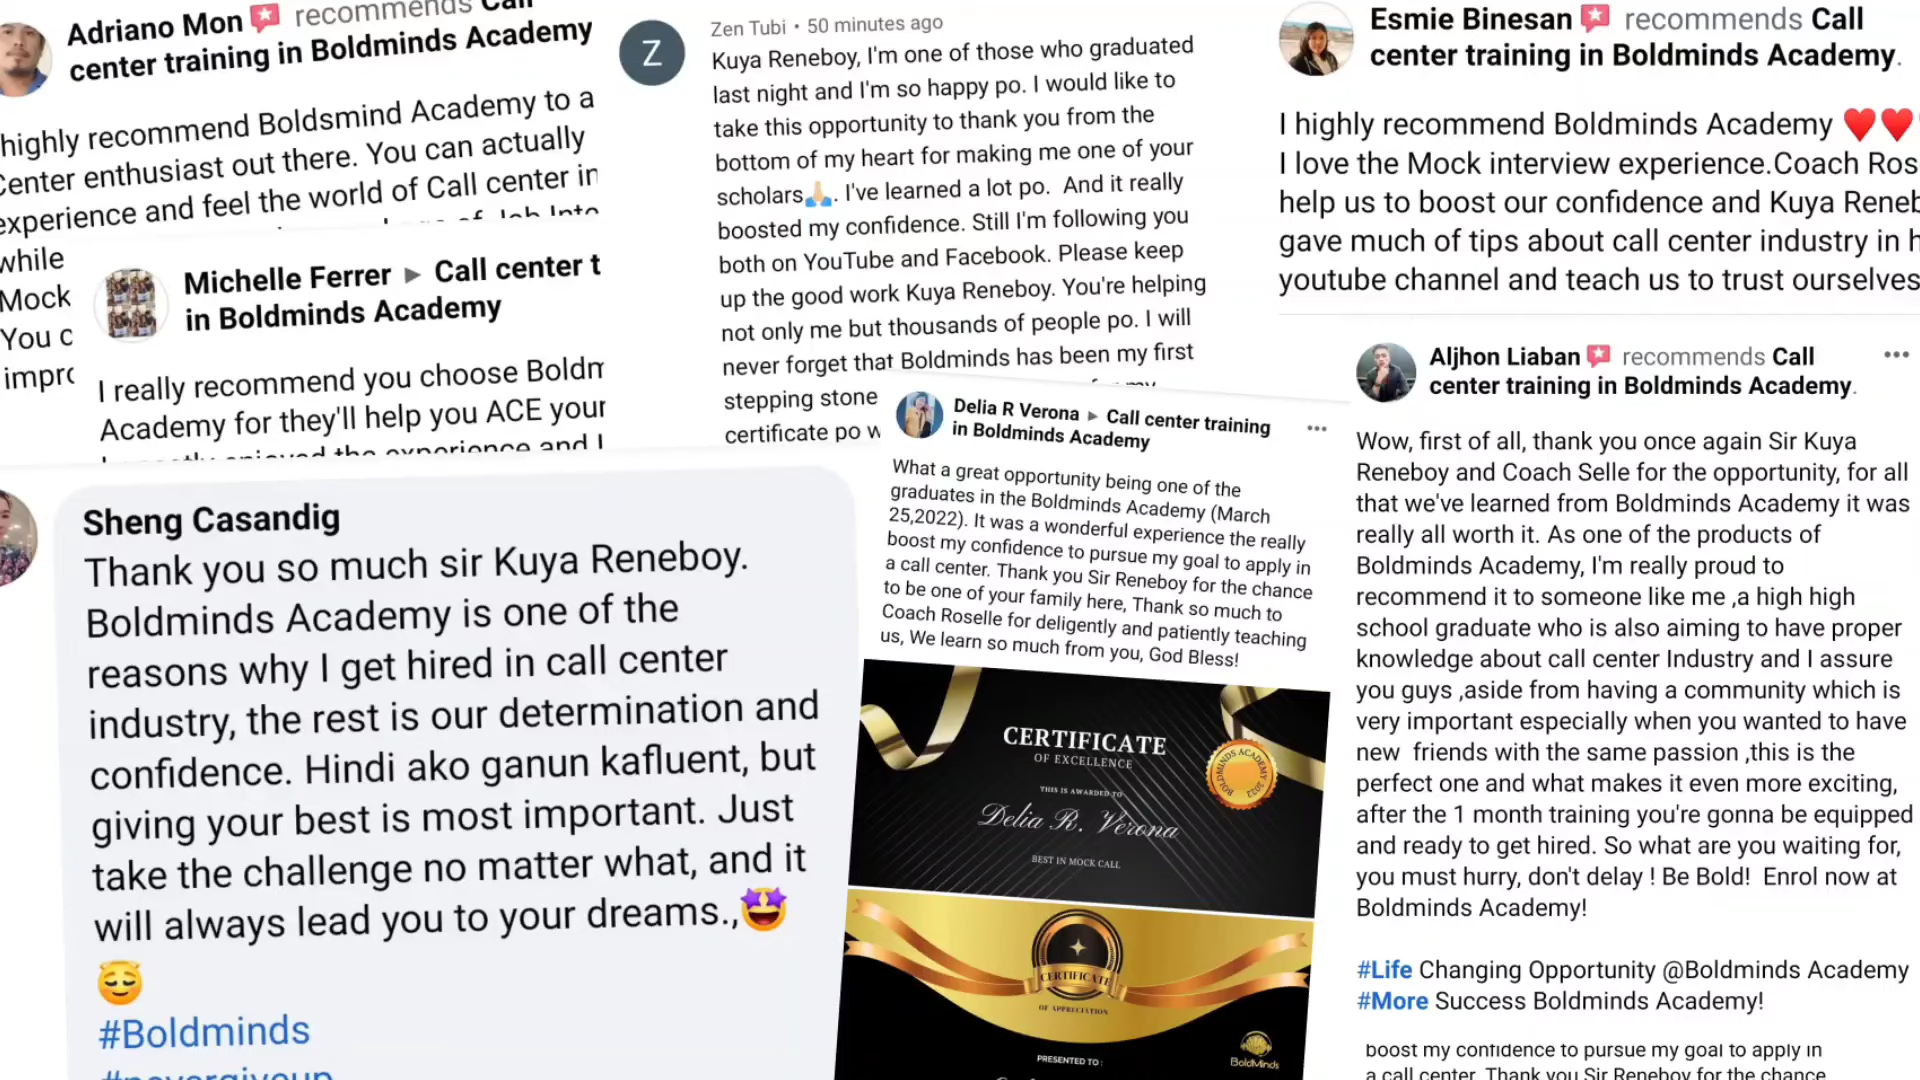 Adriano Mon recommends Call
center training in Boldminds Academy
highly recommend Boldsmind Academy to a
Center enthusiast out there. You can actually
experience and feel the world of Call center in
while
Mock
You c
impro
Michelle Ferrer ▸ Call center t
in Boldminds Academy
I really recommend you choose Boldm
Academy for they'll help you ACE your
the experience and I
Sheng Casandig
Thank you so much sir Kuya Reneboy.
Boldminds Academy is one of the
reasons why I get hired in call center
industry, the rest is our determination and
confidence. Hindi ako ganun kafluent, but
giving your best is most important. Just
take the challenge no matter what, and it
will always lead you to your dreams.,🤩
😇
#Boldminds
#nevergiveup
Z
Zen Tubi • 50 minutes ago
Kuya Reneboy, I'm one of those who graduated
last night and I'm so happy po. I would like to
take this opportunity to thank you from the
bottom of my heart for making me one of your
scholars🙏. I've learned a lot po. And it really
boosted my confidence. Still I'm following you
both on YouTube and Facebook. Please keep
up the good work Kuya Reneboy. You're helping
not only me but thousands of people po. I will
never forget that Boldminds has been my first
stepping stone
certificate po w
Delia R Verona ▸ Call center training
in Boldminds Academy
What a great opportunity being one of the
graduates in the Boldminds Academy (March
25,2022). It was a wonderful experience the really
boost my confidence to pursue my goal to apply in
a call center. Thank you Sir Reneboy for the chance
to be one of your family here, Thank so much to
Coach Roselle for deligently and patiently teaching
us, We learn so much from you, God Bless!
CERTIFICATE
OF EXCELLENCE
THIS IS AWARDED TO
Delia R. Verona
BEST IN MOCK CALL
BOLDMINDS ACADEMY 2022
CERTIFICATE
OF APPRECIATION
PRESENTED TO :
BoldMinds
Esmie Binesan recommends Call
center training in Boldminds Academy.
I highly recommend Boldminds Academy ❤️❤️
I love the Mock interview experience.Coach Ros
help us to boost our confidence and Kuya Reneb
gave much of tips about call center industry in h
youtube channel and teach us to trust ourselves
Aljhon Liaban recommends Call
center training in Boldminds Academy.
Wow, first of all, thank you once again Sir Kuya
Reneboy and Coach Selle for the opportunity, for all
that we've learned from Boldminds Academy it was
really all worth it. As one of the products of
Boldminds Academy, I'm really proud to
recommend it to someone like me ,a high high
school graduate who is also aiming to have proper
knowledge about call center Industry and I assure
you guys ,aside from having a community which is
very important especially when you wanted to have
new friends with the same passion ,this is the
perfect one and what makes it even more exciting,
after the 1 month training you're gonna be equipped
and ready to get hired. So what are you waiting for,
you must hurry, don't delay ! Be Bold! Enrol now at
Boldminds Academy!
#Life Changing Opportunity @Boldminds Academy
#More Success Boldminds Academy!
boost my confidence to pursue my goal to apply in
a call center. Thank you Sir Reneboy for the chance